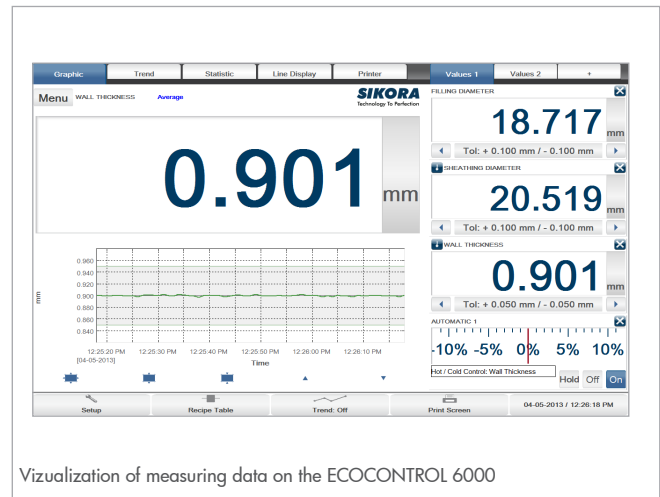 Graphic Trend Statistic Line Display Printer Values 1 Values 2 +
Menu WALL THICKNESS Average SIKORA
Technology To Perfection
0.901 mm
mm
0.960
0.940
0.920
0.900
0.880
0.860
0.840
12:25:20 PM 12:25:30 PM 12:25:40 PM 12:25:50 PM 12:26:00 PM 12:26:10 PM
[04-05-2013] Time
FILLING DIAMETER
18.717 mm
Tol: + 0.100 mm / - 0.100 mm
SHEATHING DIAMETER
20.519 mm
Tol: + 0.100 mm / - 0.100 mm
WALL THICKNESS
0.901 mm
Tol: + 0.050 mm / - 0.050 mm
AUTOMATIC 1
-10% -5% 0% 5% 10%
Hot / Cold Control: Wall Thickness
Hold Off On
Setup Recipe Table Trend: Off Print Screen 04-05-2013 / 12:26:18 PM
Vizualization of measuring data on the ECOCONTROL 6000